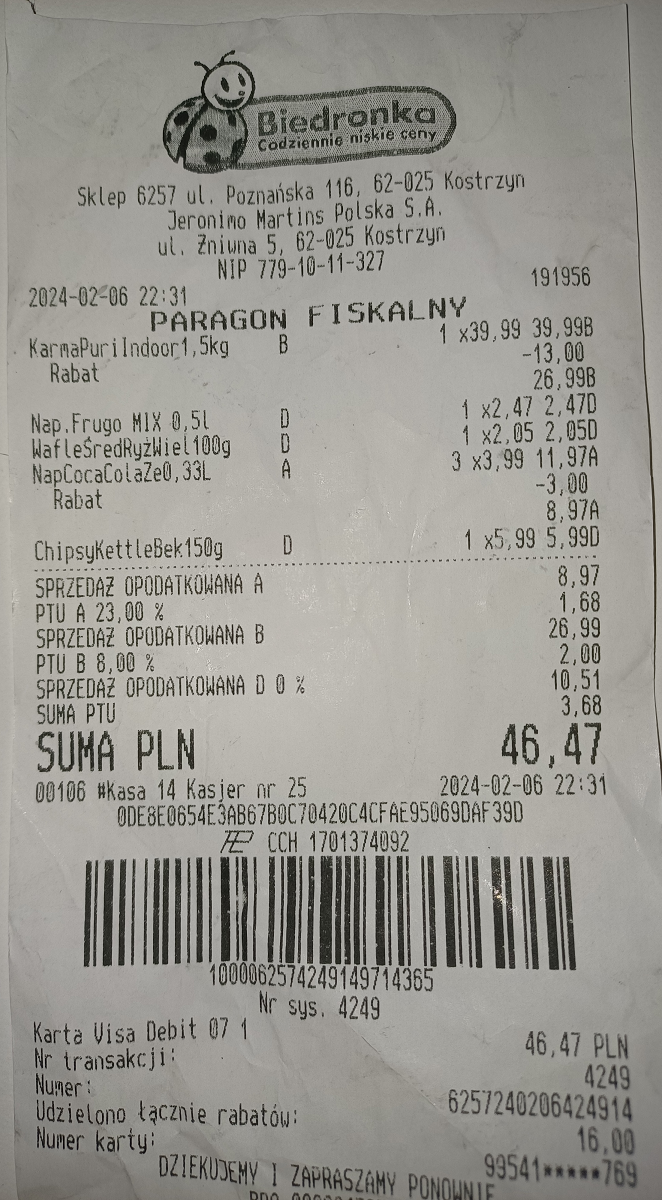 Biedronka
Codziennie niskie ceny
Sklep 6257 ul. Poznańska 116, 62-025 Kostrzyn
Jeronimo Martins Polska S.A.
ul. Żniwna 5, 62-025 Kostrzyn
NIP 779-10-11-327
2024-02-06 22:31 191956
PARAGON FISKALNY
KarmaPuriIndoor1,5kg B 1 x39,99 39,99B
Rabat -13,00
26,99B
Nap.Frugo MIX 0,5l D 1 x2,47 2,47D
WafleŚredRyżWiel100g D 1 x2,05 2,05D
NapCocaColaZe0,33L A 3 x3,99 11,97A
Rabat -3,00
8,97A
ChipsyKettleBek150g D 1 x5,99 5,99D
SPRZEDAŻ OPODATKOWANA A 8,97
PTU A 23,00 % 1,68
SPRZEDAŻ OPODATKOWANA B 26,99
PTU B 8,00 % 2,00
SPRZEDAŻ OPODATKOWANA D 0 % 10,51
SUMA PTU 3,68
SUMA PLN 46,47
00106 #Kasa 14 Kasjer nr 25 2024-02-06 22:31
0DE8E0654E3AB67B0C70420C4CFAE95069DAF39D
CCH 1701374092
1000062574249149714365
Nr sys. 4249
Karta Visa Debit 07 1 46,47 PLN
Nr transakcji: 4249
Numer: 6257240206424914
Udzielono łącznie rabatów: 16,00
Numer karty: 99541*****769
DZIĘKUJEMY I ZAPRASZAMY PONOWNIE